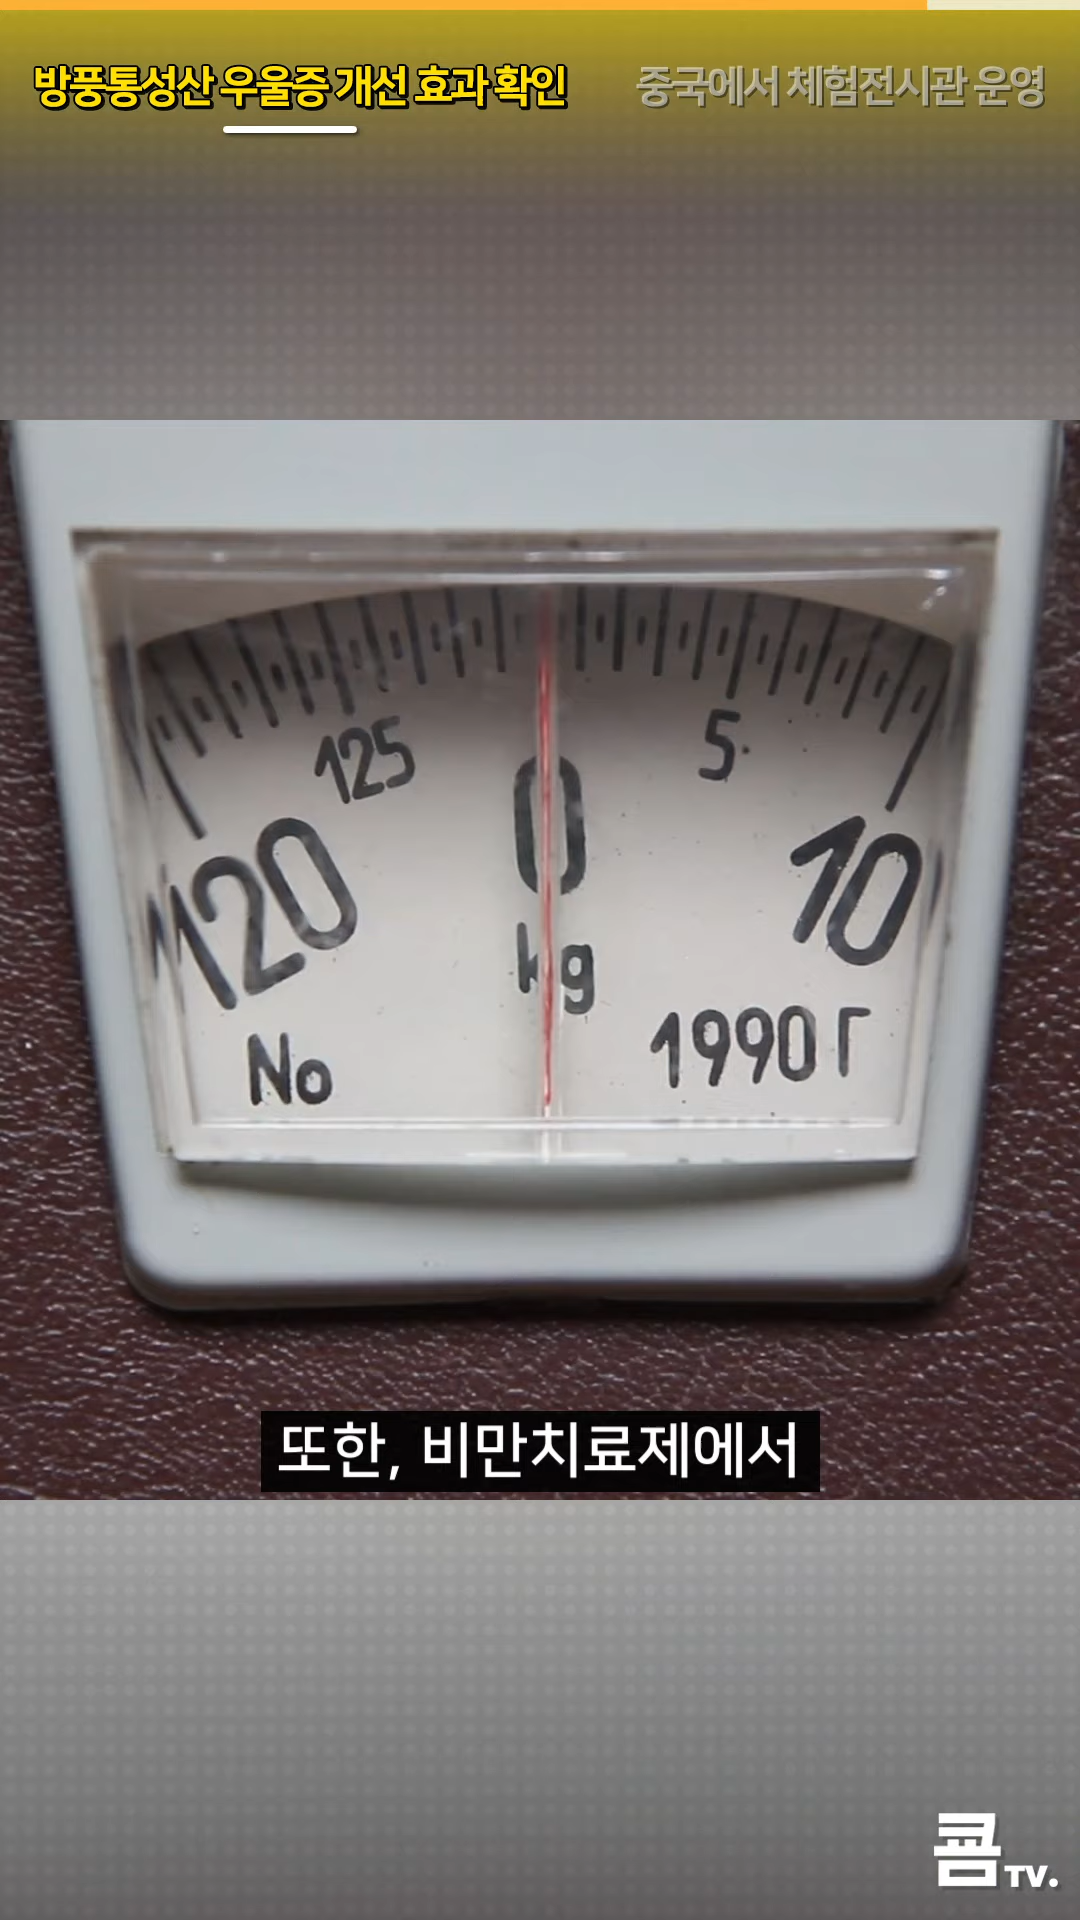 방풍통성산 우울증 개선 효과 확인 중국에서 체험전시관 운영
125 0 5
120 10
kg
No 1990 Г
또한, 비만치료제에서
콤TV.